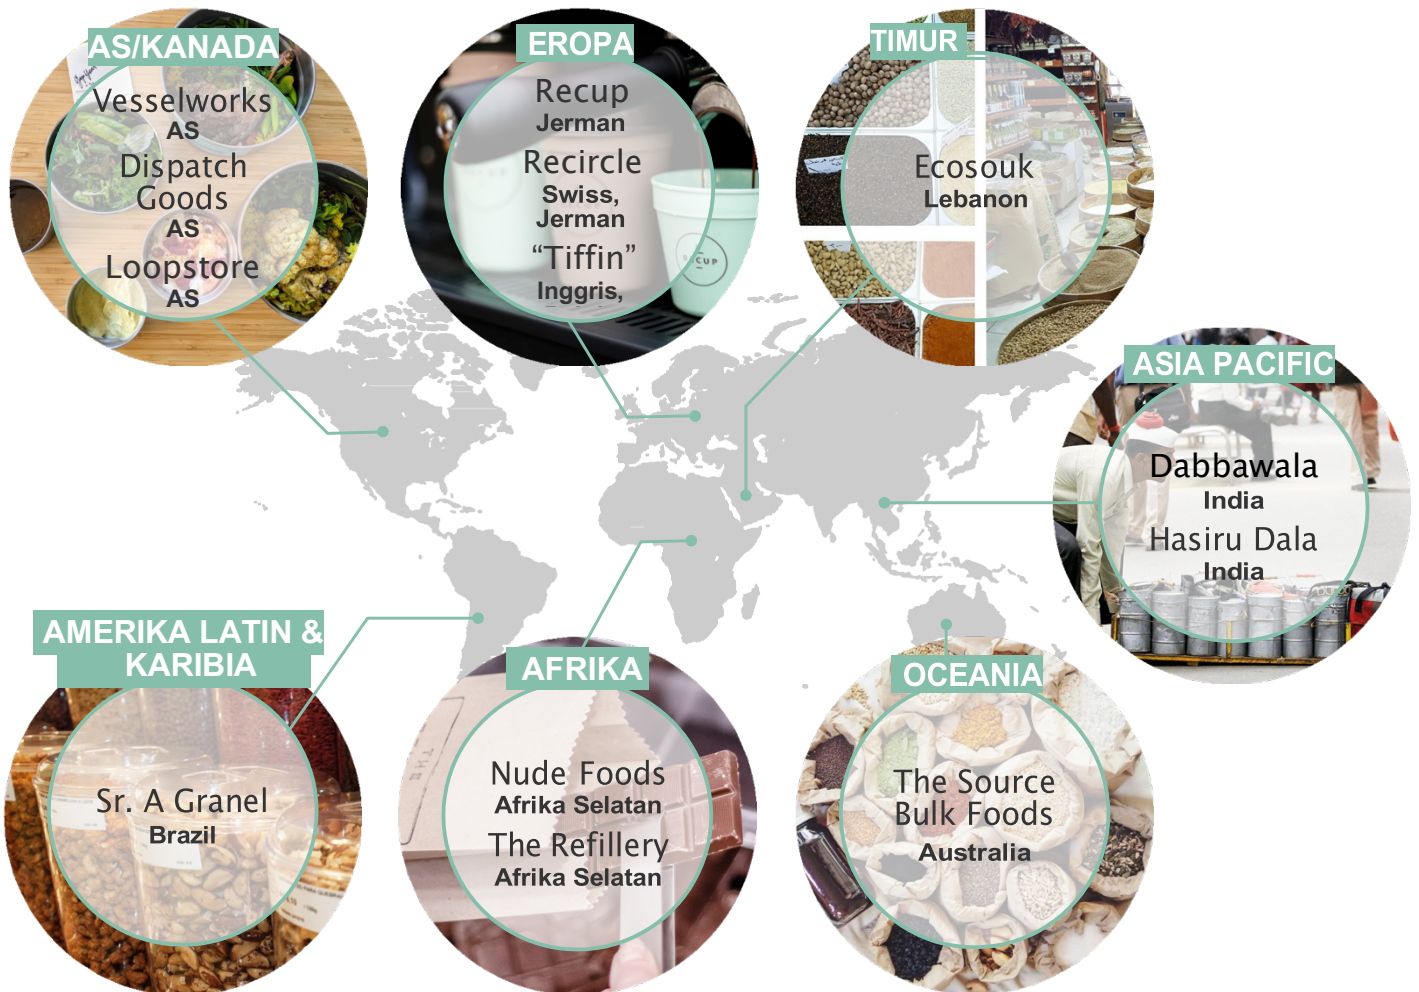 AS/KANADA
Vesselworks
AS
Dispatch
Goods
AS
Loopstore
AS
EROPA
Recup
Jerman
Recircle
Swiss,
Jerman
“Tiffin”
Inggris,
TIMUR
Ecosouk
Lebanon
ASIA PACIFIC
Dabbawala
India
Hasiru Dala
India
AMERIKA LATIN &
KARIBIA
Sr. A Granel
Brazil
AFRIKA
Nude Foods
Afrika Selatan
The Refillery
Afrika Selatan
OCEANIA
The Source
Bulk Foods
Australia